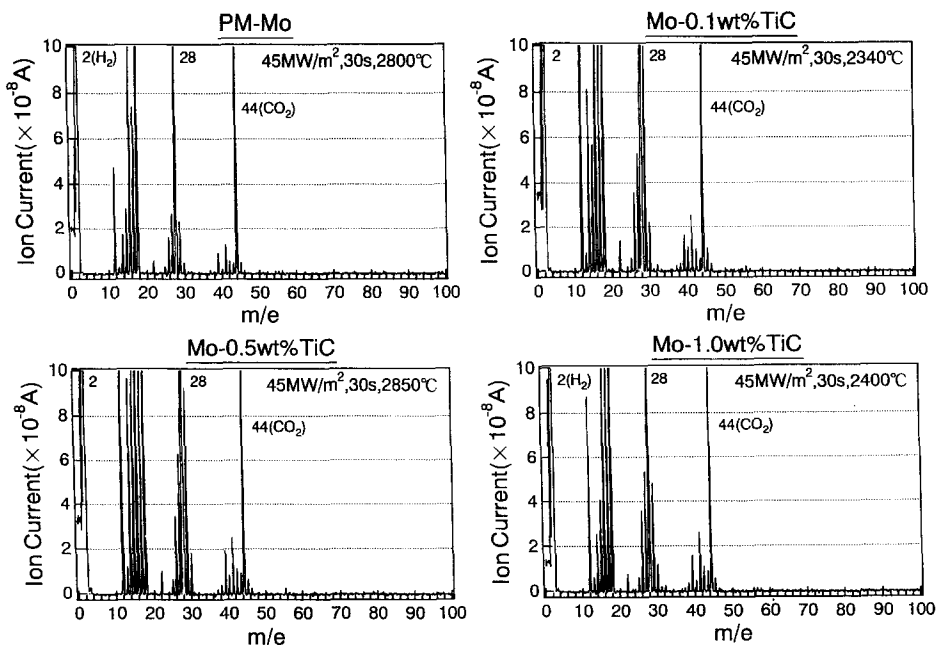 PM-Mo
Ion Current(×10⁻⁸A)
10
8
6
4
2
0
2(H₂)
28
45MW/m²,30s,2800℃
44(CO₂)
0 10 20 30 40 50 60 70 80 90 100
m/e
Mo-0.1wt%TiC
Ion Current(×10⁻⁸A)
10
8
6
4
2
0
2
28
45MW/m²,30s,2340℃
44(CO₂)
0 10 20 30 40 50 60 70 80 90 100
m/e
Mo-0.5wt%TiC
Ion Current(×10⁻⁸A)
10
8
6
4
2
0
2
28
45MW/m²,30s,2850℃
44(CO₂)
0 10 20 30 40 50 60 70 80 90 100
m/e
Mo-1.0wt%TiC
Ion Current(×10⁻⁸A)
10
8
6
4
2
0
2(H₂)
28
45MW/m²,30s,2400℃
44(CO₂)
0 10 20 30 40 50 60 70 80 90 100
m/e